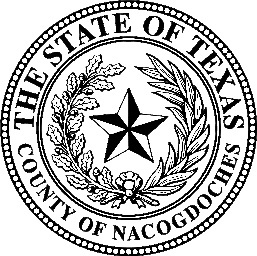 THE STATE OF TEXAS
COUNTY OF NACOGDOCHES